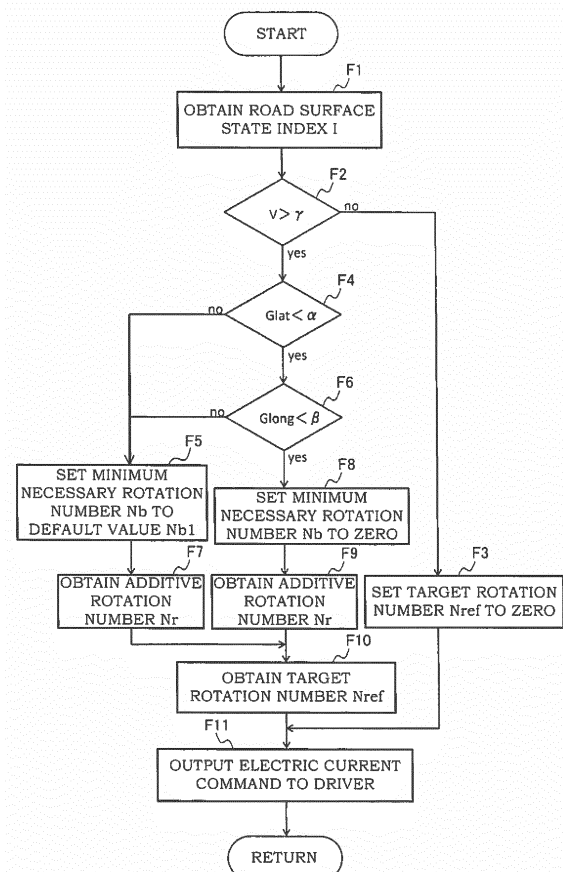 START
F1
OBTAIN ROAD SURFACE
STATE INDEX I
F2
V > γ
no
yes
F4
Glat < α
no
yes
F6
Glong < β
no
yes
F5
SET MINIMUM
NECESSARY ROTATION
NUMBER Nb TO
DEFAULT VALUE Nb1
F8
SET MINIMUM
NECESSARY ROTATION
NUMBER Nb TO ZERO
F7
OBTAIN ADDITIVE
ROTATION
NUMBER Nr
F9
OBTAIN ADDITIVE
ROTATION
NUMBER Nr
F3
SET TARGET ROTATION
NUMBER Nref TO ZERO
F10
OBTAIN TARGET
ROTATION NUMBER Nref
F11
OUTPUT ELECTRIC CURRENT
COMMAND TO DRIVER
RETURN